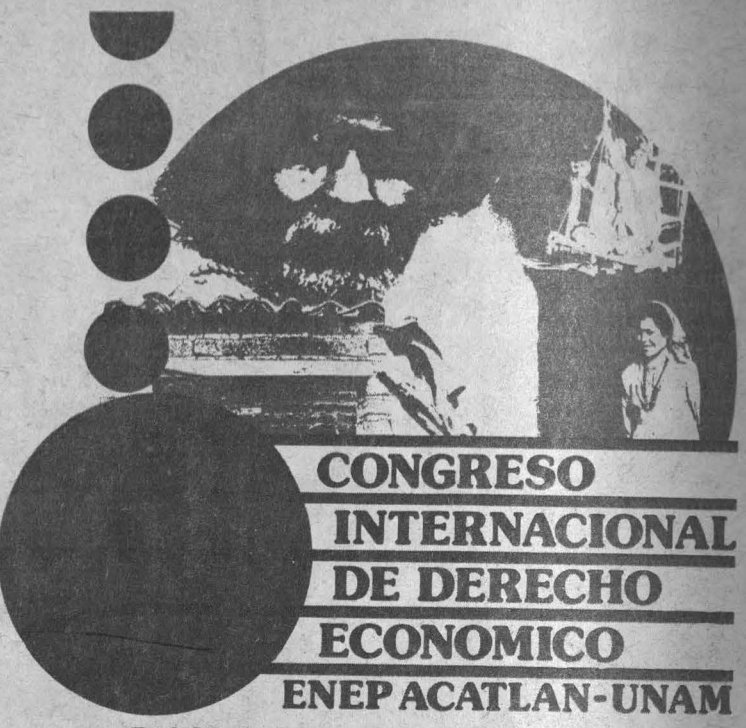 CONGRESO
INTERNACIONAL
DE DERECHO
ECONOMICO
ENEP ACATLAN-UNAM